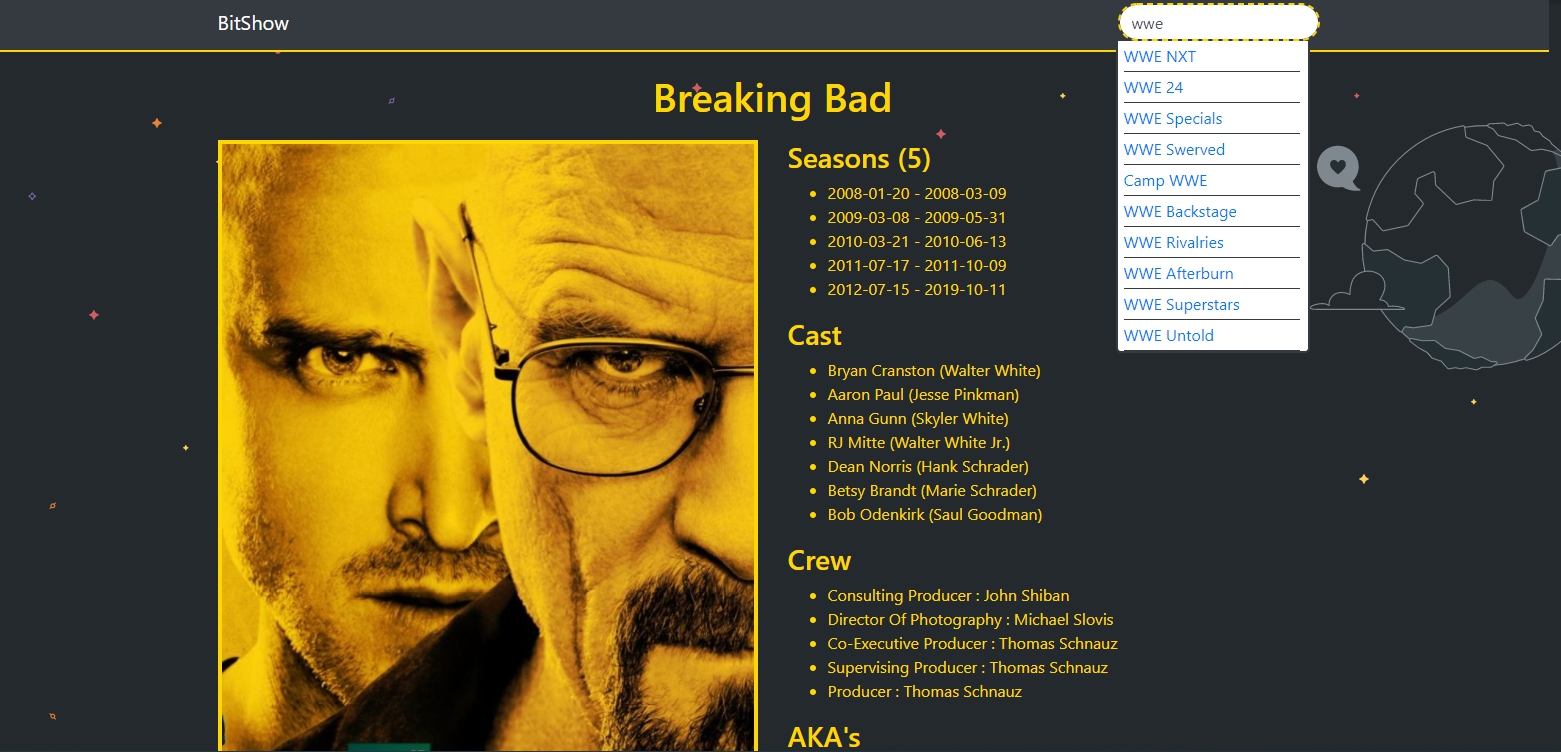 BitShow
wwe
WWE NXT
WWE 24
WWE Specials
WWE Swerved
Camp WWE
WWE Backstage
WWE Rivalries
WWE Afterburn
WWE Superstars
WWE Untold
Breaking Bad
Seasons (5)
2008-01-20 - 2008-03-09
2009-03-08 - 2009-05-31
2010-03-21 - 2010-06-13
2011-07-17 - 2011-10-09
2012-07-15 - 2019-10-11
Cast
Bryan Cranston (Walter White)
Aaron Paul (Jesse Pinkman)
Anna Gunn (Skyler White)
RJ Mitte (Walter White Jr.)
Dean Norris (Hank Schrader)
Betsy Brandt (Marie Schrader)
Bob Odenkirk (Saul Goodman)
Crew
Consulting Producer : John Shiban
Director Of Photography : Michael Slovis
Co-Executive Producer : Thomas Schnauz
Supervising Producer : Thomas Schnauz
Producer : Thomas Schnauz
AKA's